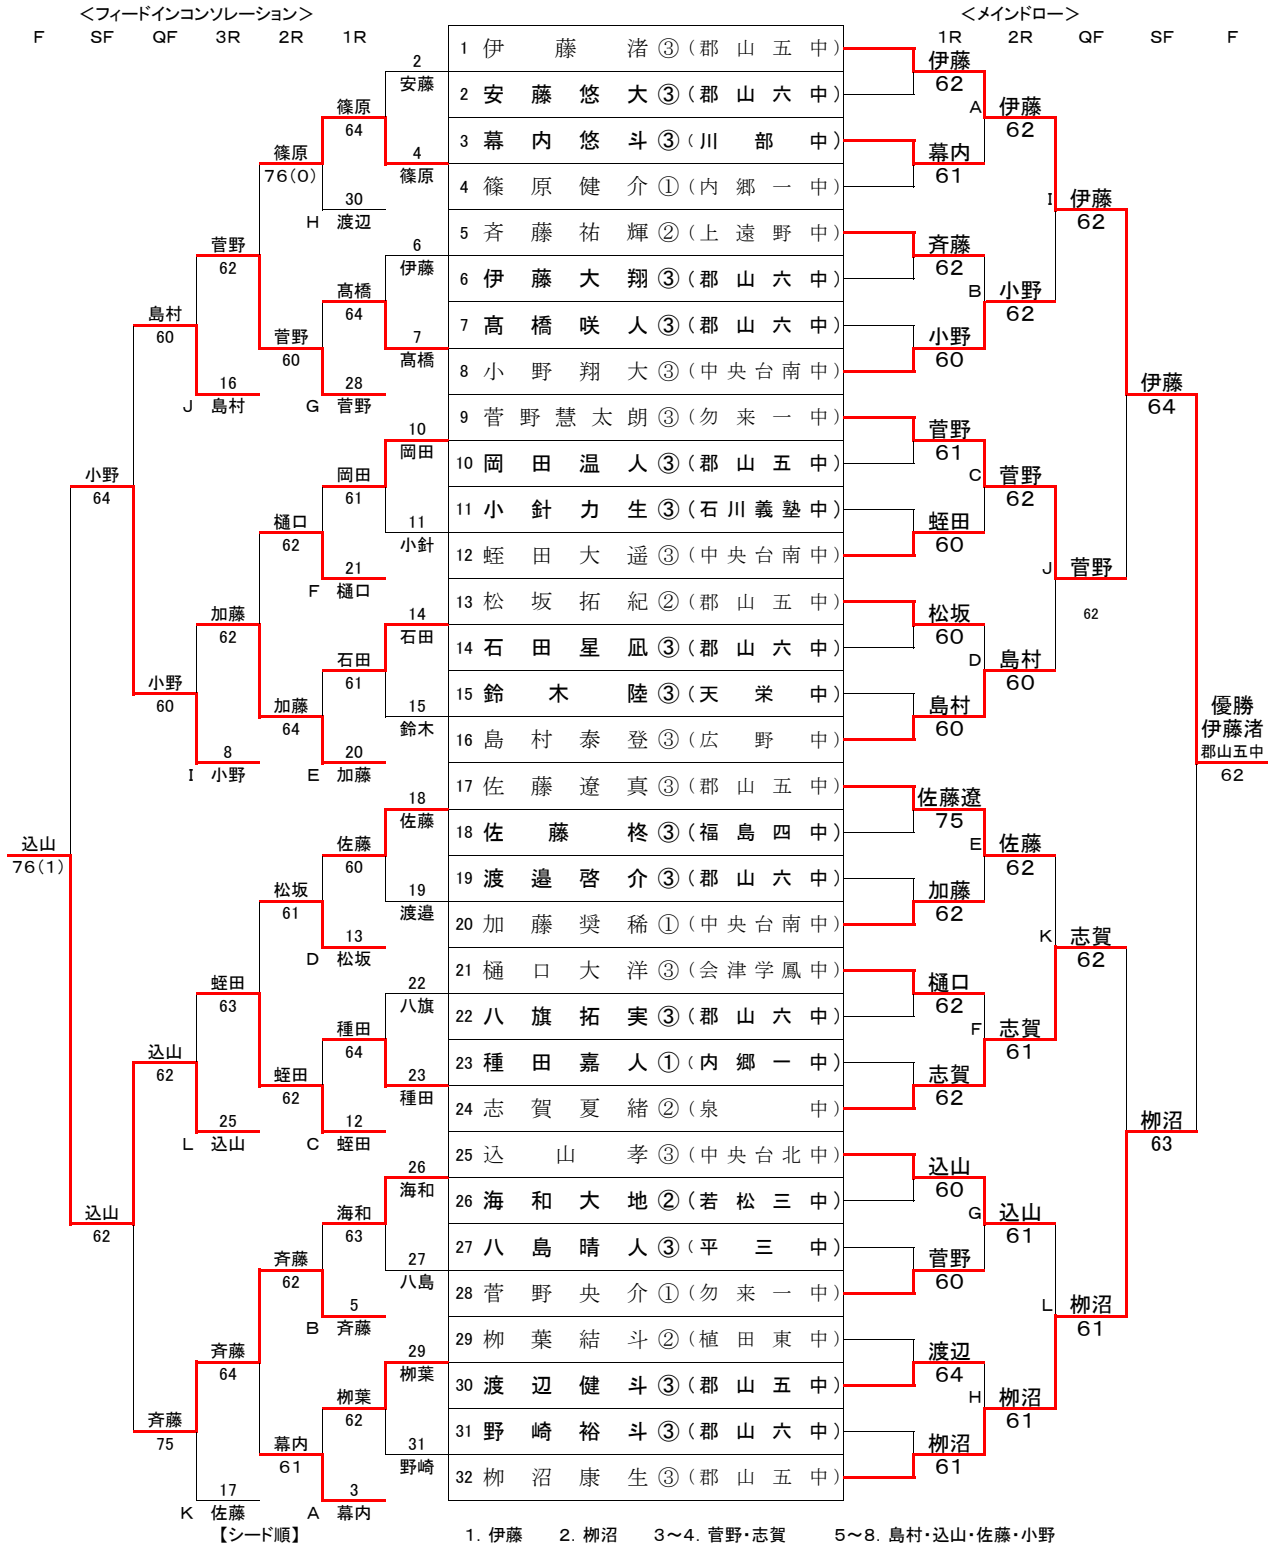 ＜フィードインコンソレーション＞
＜メインドロー＞
F SF QF 3R 2R 1R
1R 2R QF SF F
1 伊藤渚 ③ (郡山五中)
2 安藤悠大 ③ (郡山六中)
3 幕内悠斗 ③ (川部中)
4 篠原健介 ① (内郷一中)
5 斉藤祐輝 ② (上遠野中)
6 伊藤大翔 ③ (郡山六中)
7 髙橋咲人 ③ (郡山六中)
8 小野翔大 ③ (中央台南中)
9 菅野慧太朗 ③ (勿来一中)
10 岡田温人 ③ (郡山五中)
11 小針力生 ③ (石川義塾中)
12 蛭田大遥 ③ (中央台南中)
13 松坂拓紀 ② (郡山五中)
14 石田星凪 ③ (郡山六中)
15 鈴木陸 ③ (天栄中)
16 島村泰登 ③ (広野中)
17 佐藤遼真 ③ (郡山五中)
18 佐藤柊 ③ (福島四中)
19 渡邉啓介 ③ (郡山六中)
20 加藤奨稀 ① (中央台南中)
21 樋口大洋 ③ (会津学鳳中)
22 八旗拓実 ③ (郡山六中)
23 種田嘉人 ① (内郷一中)
24 志賀夏緒 ② (泉中)
25 込山孝 ③ (中央台北中)
26 海和大地 ② (若松三中)
27 八島晴人 ③ (平三中)
28 菅野央介 ① (勿来一中)
29 栁葉結斗 ② (植田東中)
30 渡辺健斗 ③ (郡山五中)
31 野崎裕斗 ③ (郡山六中)
32 栁沼康生 ③ (郡山五中)
2
安藤
4
篠原
6
伊藤
7
髙橋
10
岡田
11
小針
14
石田
15
鈴木
18
佐藤
19
渡邉
22
八旗
23
種田
26
海和
27
八島
29
栁葉
31
野崎
篠原
64
30
H 渡辺
髙橋
64
28
G 菅野
岡田
61
21
F 樋口
石田
61
20
E 加藤
佐藤
60
13
D 松坂
種田
64
12
C 蛭田
海和
63
5
B 斉藤
栁葉
62
3
A 幕内
篠原
76(0)
菅野
60
樋口
62
加藤
64
松坂
61
蛭田
62
斉藤
62
幕内
61
菅野
62
16
J 島村
加藤
62
8
I 小野
蛭田
63
25
L 込山
斉藤
64
17
K 佐藤
島村
60
小野
60
込山
62
斉藤
75
小野
64
込山
62
込山
76(1)
伊藤
62
幕内
61
斉藤
62
小野
60
菅野
61
蛭田
60
松坂
60
島村
60
佐藤遼
75
加藤
62
樋口
62
志賀
62
込山
60
菅野
60
渡辺
64
栁沼
61
A 伊藤
62
B 小野
62
C 菅野
62
D 島村
60
E 佐藤
62
F 志賀
61
G 込山
61
H 栁沼
61
I 伊藤
62
J 菅野
62
K 志賀
62
L 栁沼
61
伊藤
64
栁沼
63
優勝
伊藤渚
郡山五中
62
【シード順】 1. 伊藤 2. 栁沼 3～4. 菅野・志賀 5～8. 島村・込山・佐藤・小野